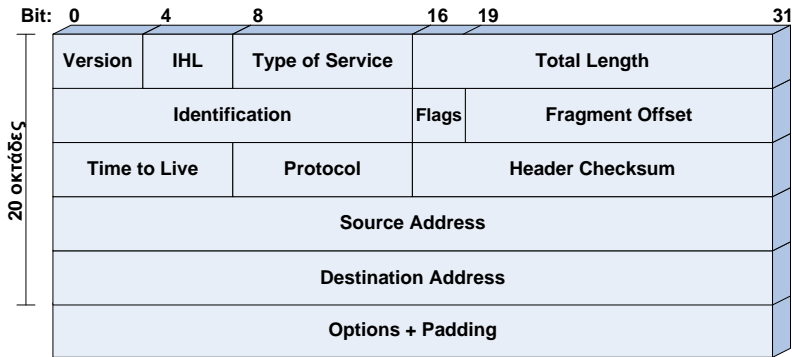 Bit: 0 4 8 16 19 31
Version IHL Type of Service Total Length
Identification Flags Fragment Offset
Time to Live Protocol Header Checksum
Source Address
Destination Address
Options + Padding
20 οκτάδες